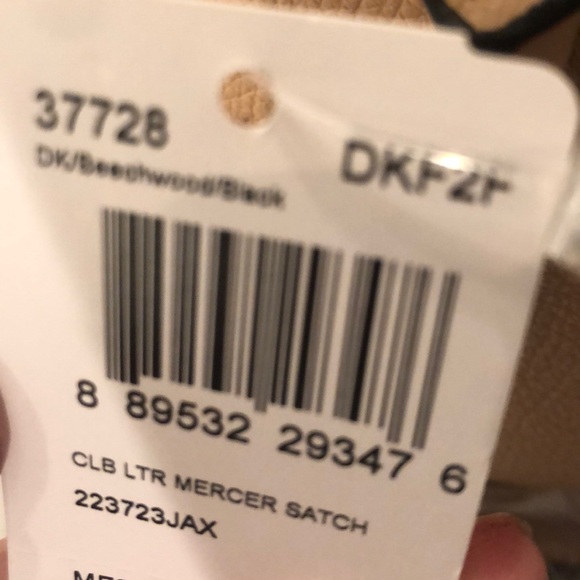 37728
DKF2F
DK/Beechwood/Black
8 89532 29347 6
CLB LTR MERCER SATCH
223723JAX